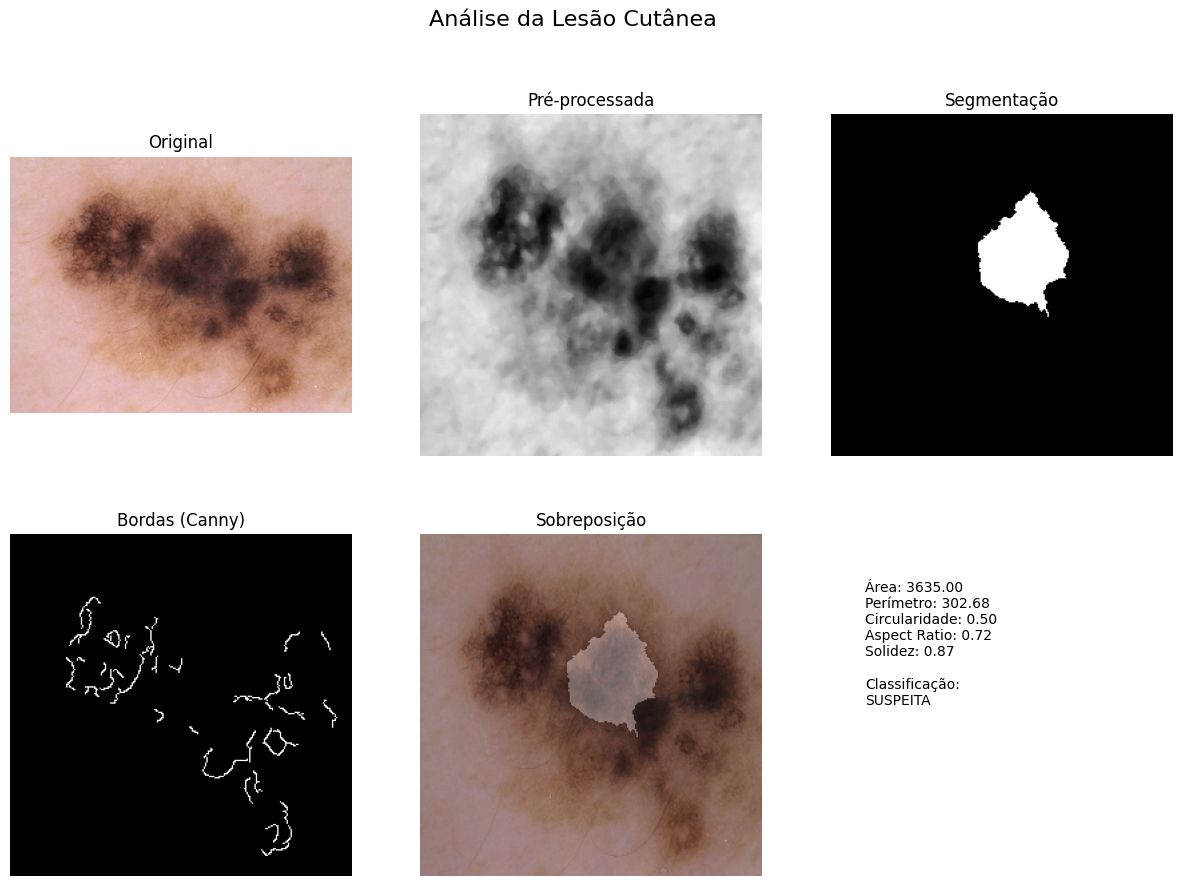 Análise da Lesão Cutânea
Original
Pré-processada
Segmentação
Bordas (Canny)
Sobreposição
Área: 3635.00
Perímetro: 302.68
Circularidade: 0.50
Aspect Ratio: 0.72
Solidez: 0.87
Classificação:
SUSPEITA